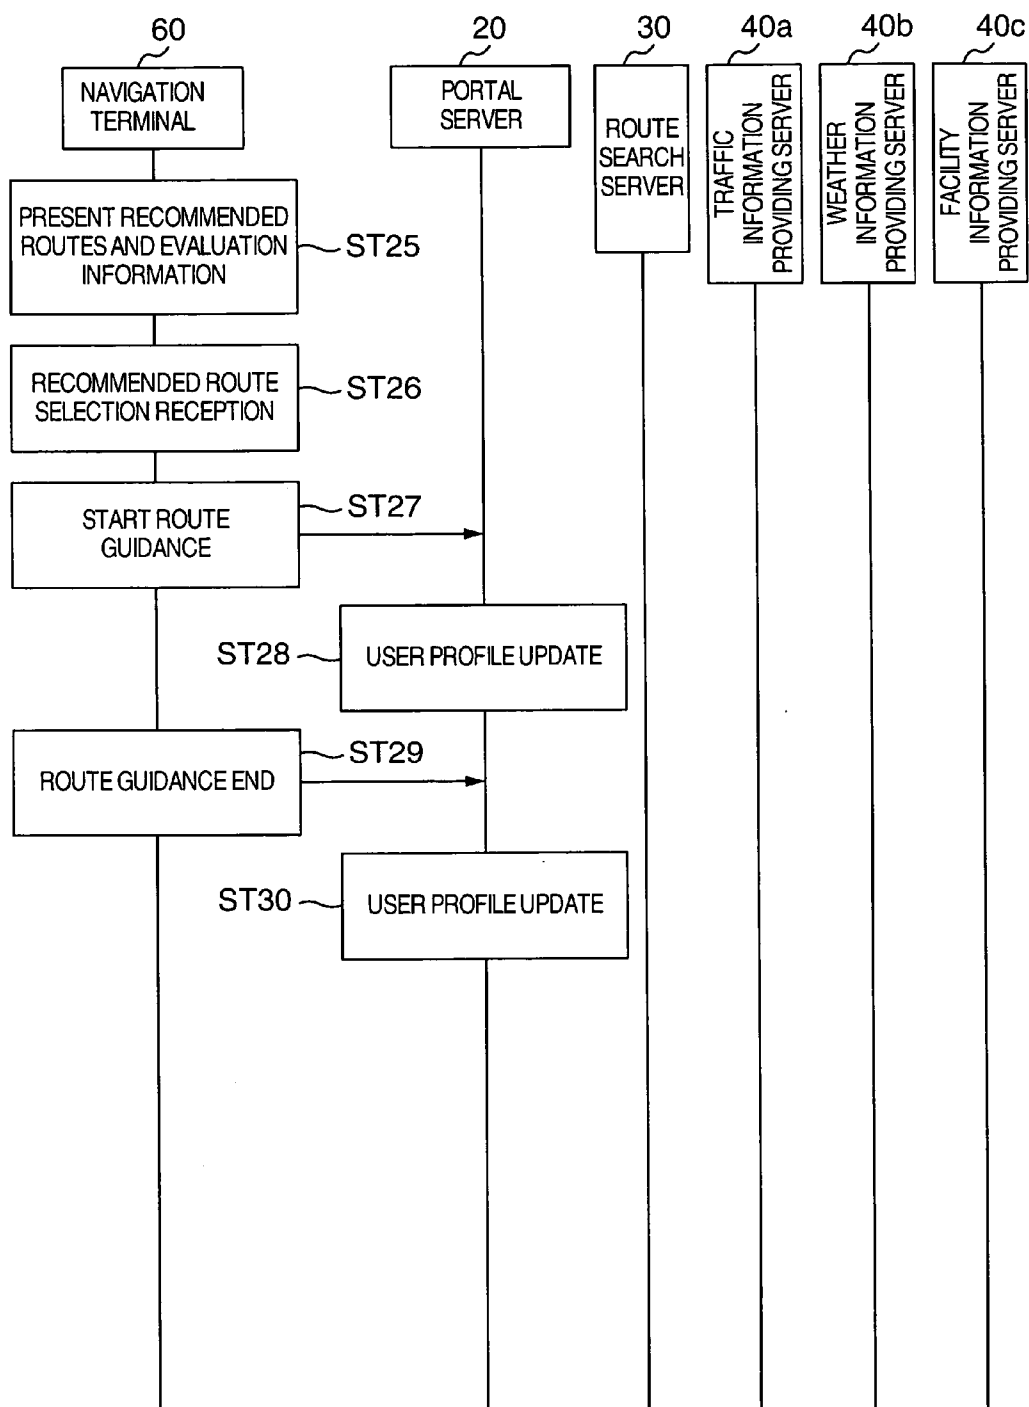 60
20
30
40a
40b
40c
NAVIGATION
TERMINAL
PORTAL
SERVER
ROUTE
SEARCH
SERVER
TRAFFIC
INFORMATION
PROVIDING SERVER
WEATHER
INFORMATION
PROVIDING SERVER
FACILITY
INFORMATION
PROVIDING SERVER
PRESENT RECOMMENDED
ROUTES AND EVALUATION
INFORMATION
ST25
RECOMMENDED ROUTE
SELECTION RECEPTION
ST26
START ROUTE
GUIDANCE
ST27
ST28
USER PROFILE UPDATE
ROUTE GUIDANCE END
ST29
ST30
USER PROFILE UPDATE